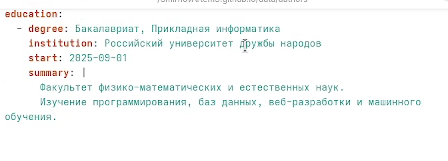 education:
- degree: Бакалавриат, Прикладная информатика
institution: Российский университет дружбы народов
start: 2025-09-01
summary: |
Факультет физико-математических и естественных наук.
Изучение программирования, баз данных, веб-разработки и машинного
обучения.